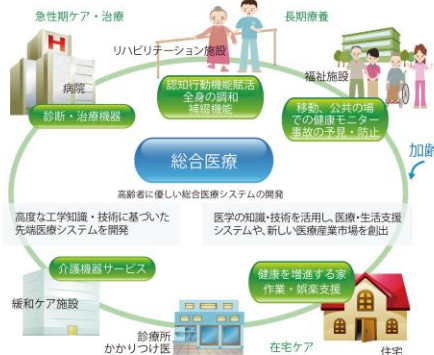 急性期ケア・治療
長期療養
リハビリテーション施設
H
病院
福祉施設
認知行動機能賦活
全身の調和
補綴機能
診断・治療機器
移動、公共の場
での健康モニター
事故の予見・防止
総合医療
加齢
高齢者に優しい総合医療システムの開発
高度な工学知識・技術に基づいた
先端医療システムを開発
医学の知識・技術を活用し、医療・生活支援
システムや、新しい医療産業市場を創出
介護機器サービス
健康を増進する家
作業・娯楽支援
緩和ケア施設
診療所
かかりつけ医
在宅ケア
住宅